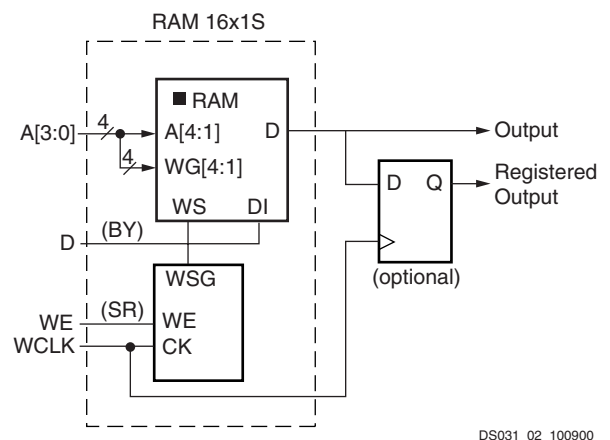 RAM 16x1S
RAM
A[3:0]
4
A[4:1]
D
Output
4
WG[4:1]
D
Q
Registered
Output
WS
DI
D
(BY)
(optional)
WSG
WE
(SR)
WE
WCLK
CK
DS031_02_100900